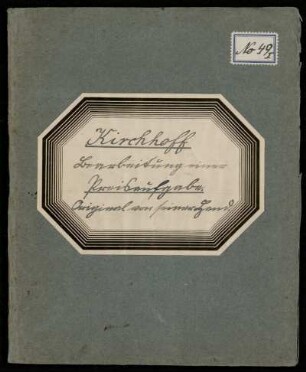 No 49
Kirchhoff
Bearbeitung einer
Preisaufgabe.
Original von seiner Hand